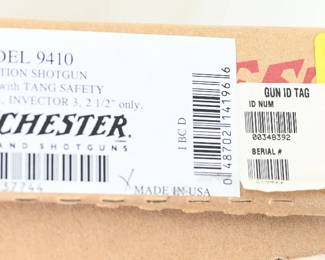 DEL 9410
TION SHOTGUN
with TANG SAFETY
INVECTOR 3, 2 1/2" only.
CHESTER®
AND SHOTGUNS
MADE IN USA
1 BC D
0 48702 14196 6
GUN ID TAG
ID NUM
00348392
SERIAL #